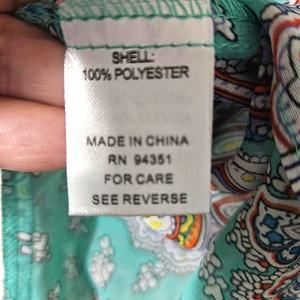 SHELL:
100% POLYESTER
MADE IN CHINA
RN 94351
FOR CARE
SEE REVERSE